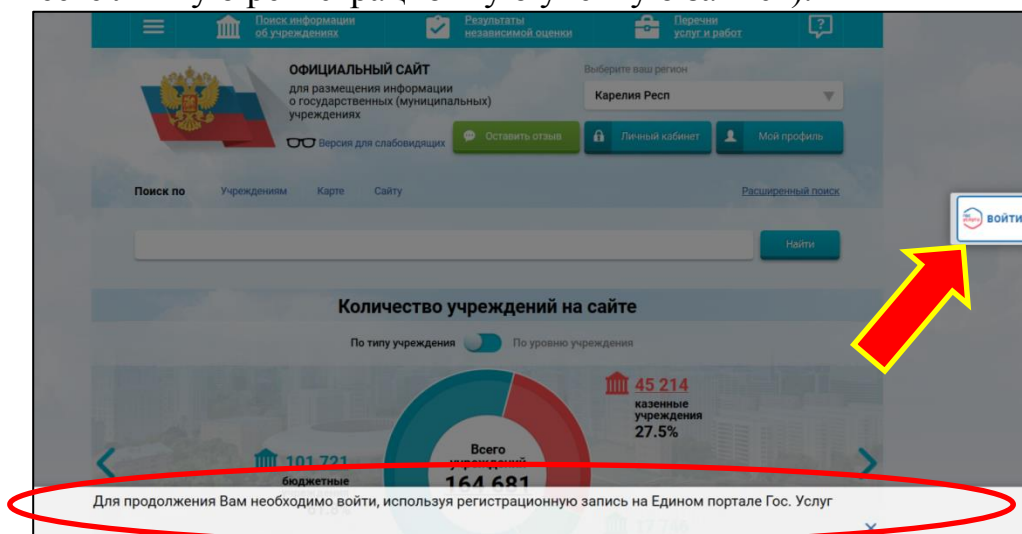 Поиск информации
об учреждениях
Результаты
независимой оценки
Перечни
услуг и работ
?
ОФИЦИАЛЬНЫЙ САЙТ
для размещения информации
о государственных (муниципальных)
учреждениях
Версия для слабовидящих
Выберите ваш регион
Карелия Респ
Оставить отзыв
Личный кабинет
Мой профиль
Поиск по
Учреждениям
Карте
Сайту
Расширенный поиск
ВОЙТИ
Найти
Количество учреждений на сайте
По типу учреждения
По уровню учреждения
45 214
казенные
учреждения
27.5%
101 721
бюджетные
Всего
учреждений
164 681
Для продолжения Вам необходимо войти, используя регистрационную запись на Едином портале Гос. Услуг